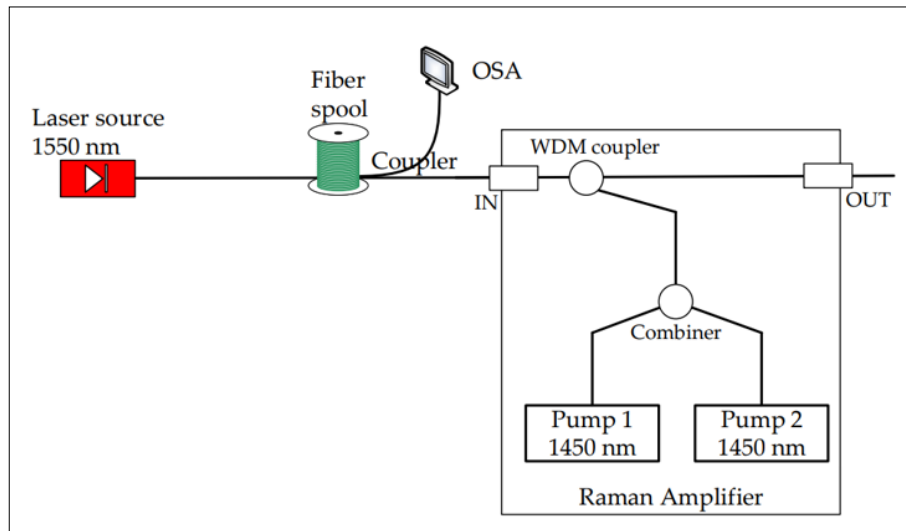 Laser source
1550 nm
Fiber
spool
OSA
Coupler
IN
WDM coupler
OUT
Combiner
Pump 1
1450 nm
Pump 2
1450 nm
Raman Amplifier